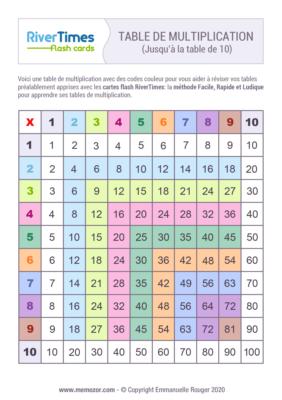 RiverTimes
flash cards
TABLE DE MULTIPLICATION
(Jusqu'à la table de 10)
Voici une table de multiplication avec des codes couleur pour vous aider à réviser vos tables
préalablement apprises avec les cartes flash RiverTimes: la méthode Facile, Rapide et Ludique
pour apprendre ses tables de multiplication.
X 1 2 3 4 5 6 7 8 9 10
1 1 2 3 4 5 6 7 8 9 10
2 2 4 6 8 10 12 14 16 18 20
3 3 6 9 12 15 18 21 24 27 30
4 4 8 12 16 20 24 28 32 36 40
5 5 10 15 20 25 30 35 40 45 50
6 6 12 18 24 30 36 42 48 54 60
7 7 14 21 28 35 42 49 56 63 70
8 8 16 24 32 40 48 56 64 72 80
9 9 18 27 36 45 54 63 72 81 90
10 10 20 30 40 50 60 70 80 90 100
www.memozor.com - © Copyright Emmanuelle Rouger 2020